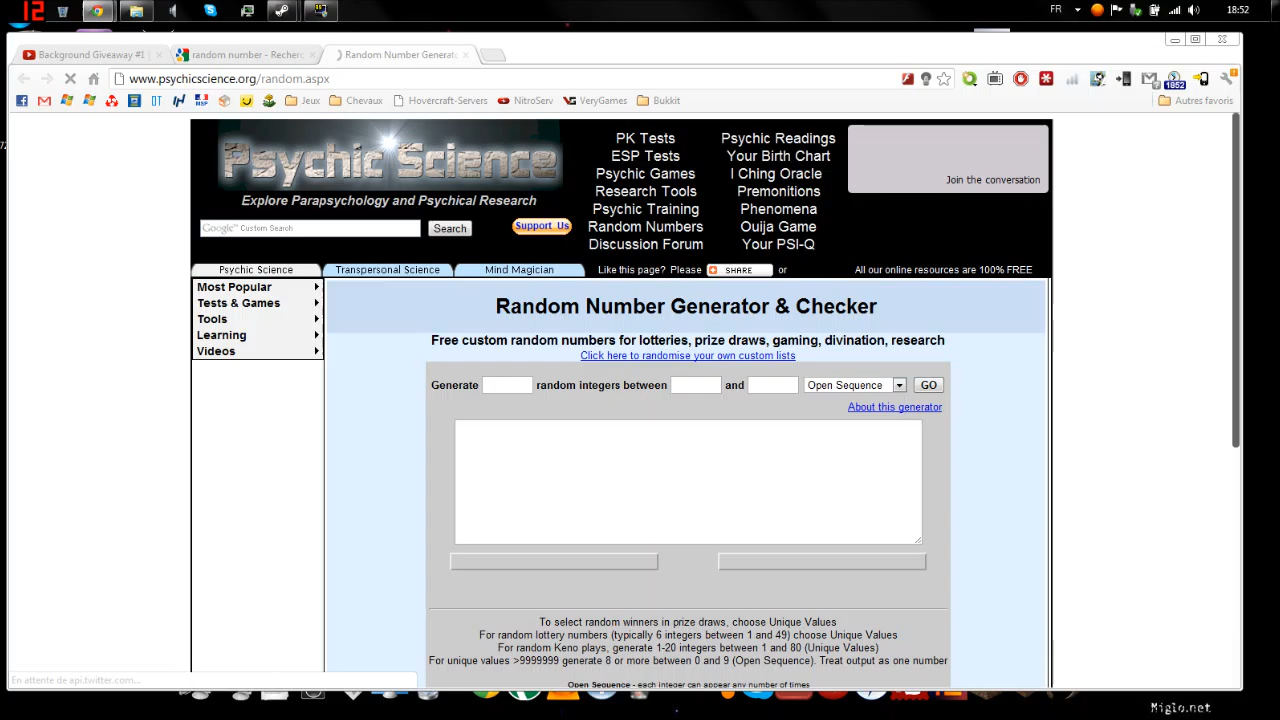 12
FR
18:52
Background Giveaway #1
random number - Recherc
Random Number Generato
www.psychicscience.org/random.aspx
1852
Jeux
Chevaux
Hovercraft-Servers
NitroServ
VeryGames
Bukkit
Autres favoris
Psychic Science
Explore Parapsychology and Psychical Research
Google™ Custom Search
Search
Support Us
PK Tests
ESP Tests
Psychic Games
Research Tools
Psychic Training
Random Numbers
Discussion Forum
Psychic Readings
Your Birth Chart
I Ching Oracle
Premonitions
Phenomena
Ouija Game
Your PSI-Q
Join the conversation
Psychic Science
Transpersonal Science
Mind Magician
Like this page? Please
SHARE
or
All our online resources are 100% FREE
Most Popular
Tests & Games
Tools
Learning
Videos
Random Number Generator & Checker
Free custom random numbers for lotteries, prize draws, gaming, divination, research
Click here to randomise your own custom lists
Generate random integers between and Open Sequence GO
About this generator
To select random winners in prize draws, choose Unique Values
For random lottery numbers (typically 6 integers between 1 and 49) choose Unique Values
For random Keno plays, generate 1-20 integers between 1 and 80 (Unique Values)
For unique values >9999999 generate 8 or more between 0 and 9 (Open Sequence). Treat output as one number
Open Sequence - each integer can appear any number of times
En attente de api.twitter.com...
Miglo.net